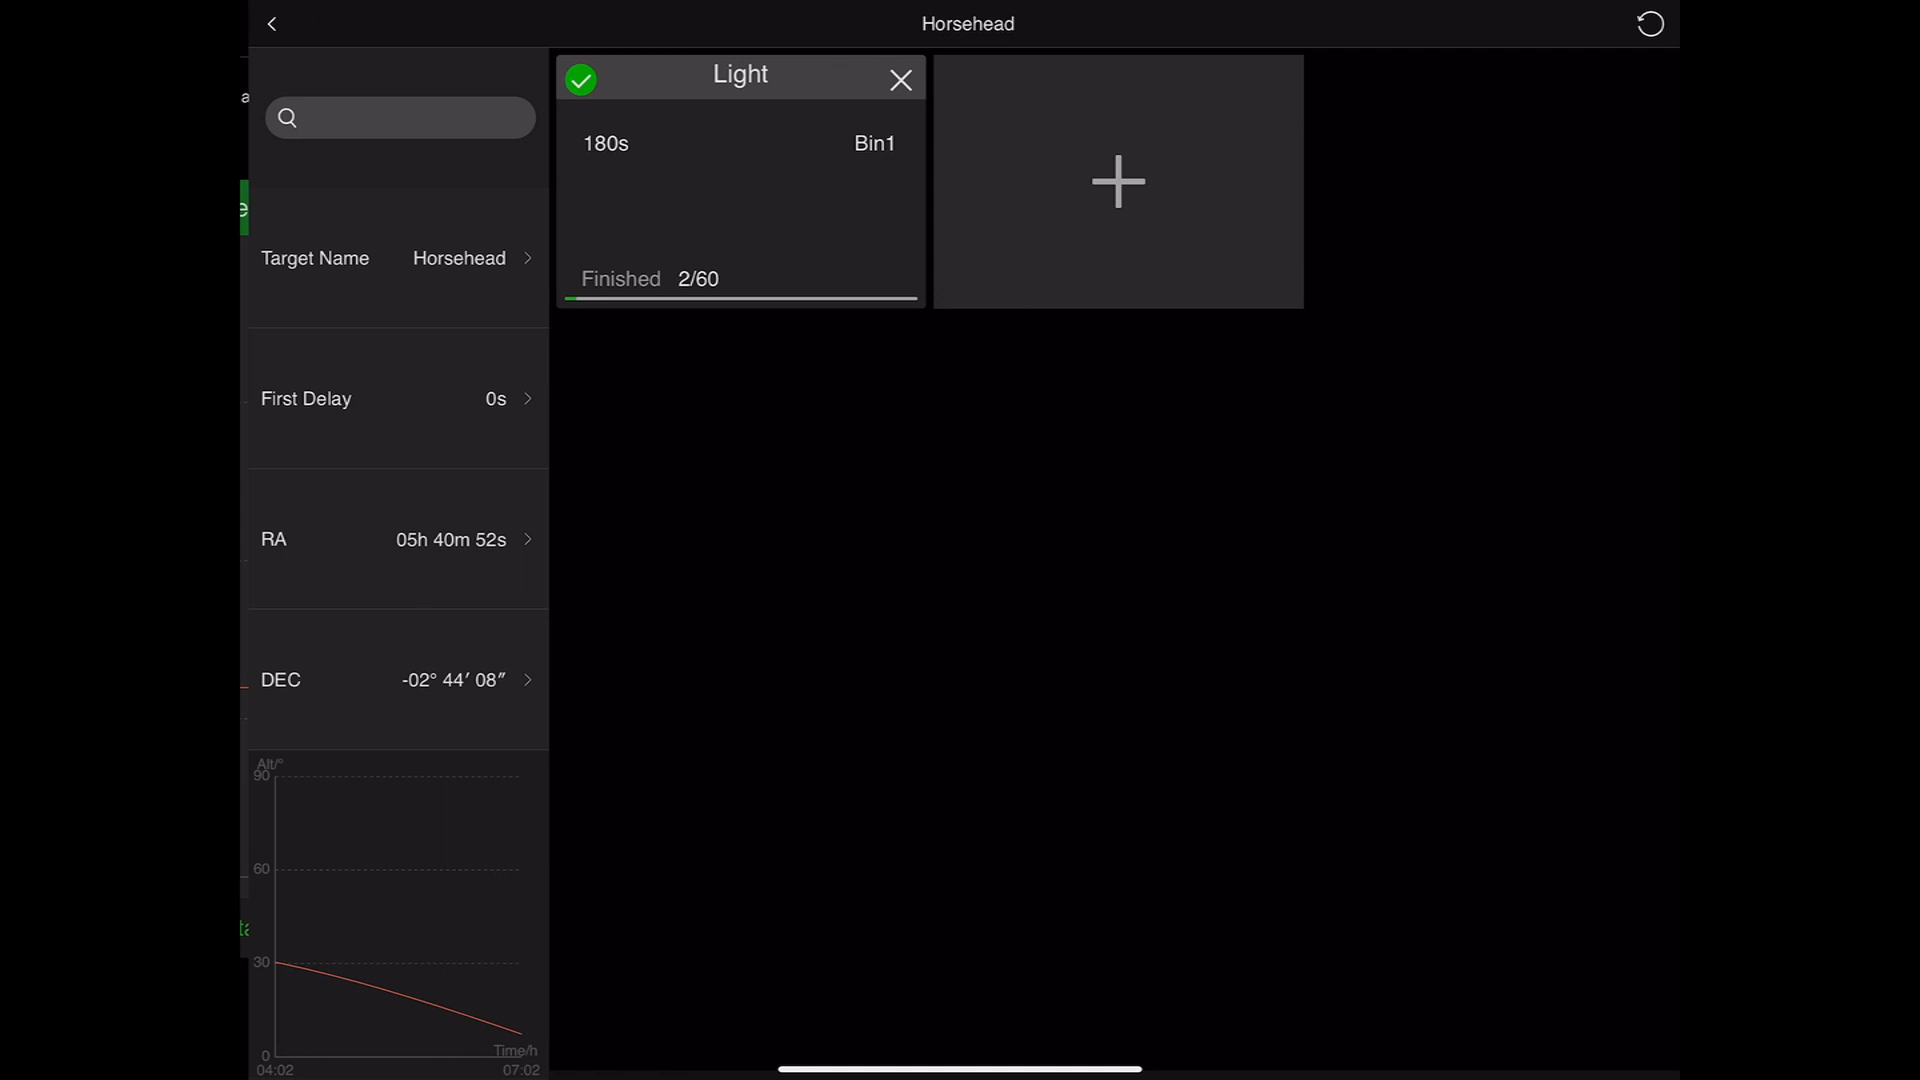 Horsehead
Light
180s Bin1
Finished 2/60
Target Name Horsehead
First Delay 0s
RA 05h 40m 52s
DEC -02° 44′ 08″
Alt/°
90
60
30
0
Time/h
04:02 07:02